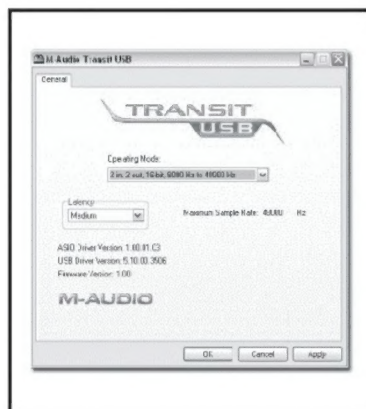 M-Audio Transit USB
General
TRANSIT
USB
Operating Mode:
2 in, 2 out, 16 bit, 8000 Hz to 48000 Hz
Latency
Medium
Maximum Sample Rate: 48000 Hz
ASIO Driver Version: 1.00.01.C3
USB Driver Version: 5.10.00.3506
Firmware Version: 1.00
M-AUDIO
OK Cancel Apply